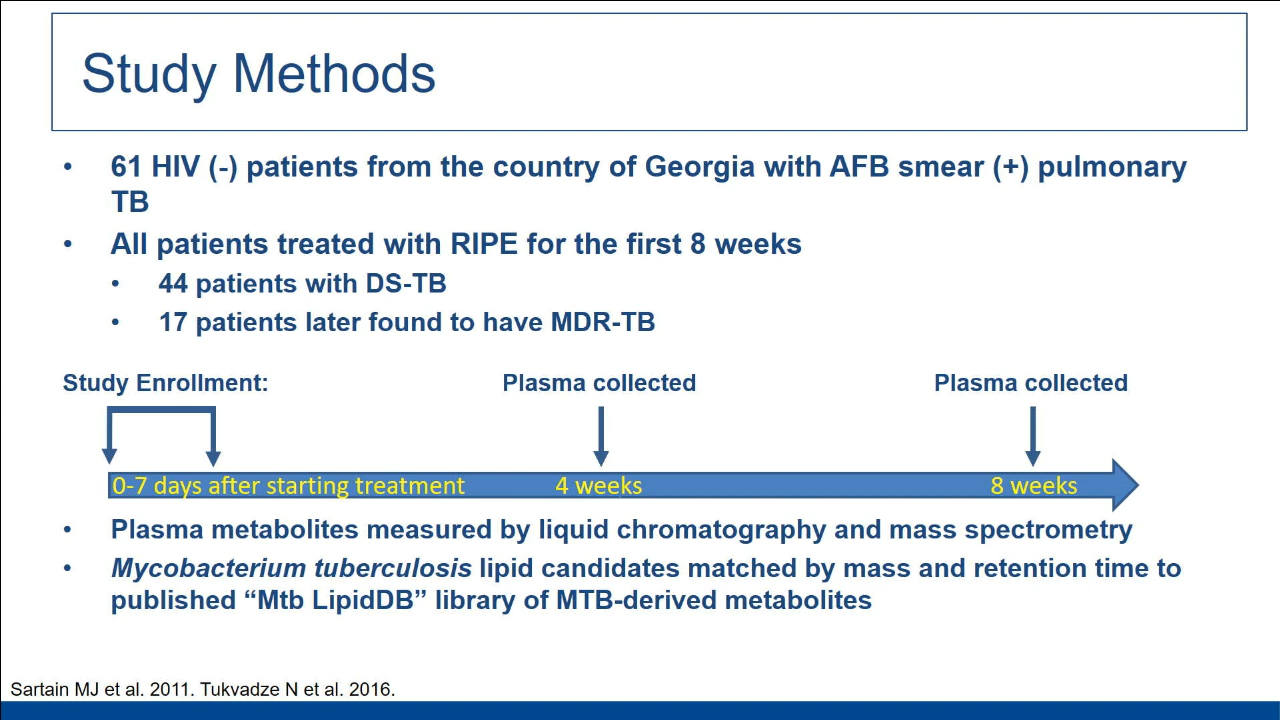 Study Methods
• 61 HIV (-) patients from the country of Georgia with AFB smear (+) pulmonary
TB
• All patients treated with RIPE for the first 8 weeks
• 44 patients with DS-TB
• 17 patients later found to have MDR-TB
Study Enrollment:
Plasma collected
Plasma collected
0-7 days after starting treatment
4 weeks
8 weeks
• Plasma metabolites measured by liquid chromatography and mass spectrometry
• Mycobacterium tuberculosis lipid candidates matched by mass and retention time to
published “Mtb LipidDB” library of MTB-derived metabolites
Sartain MJ et al. 2011. Tukvadze N et al. 2016.